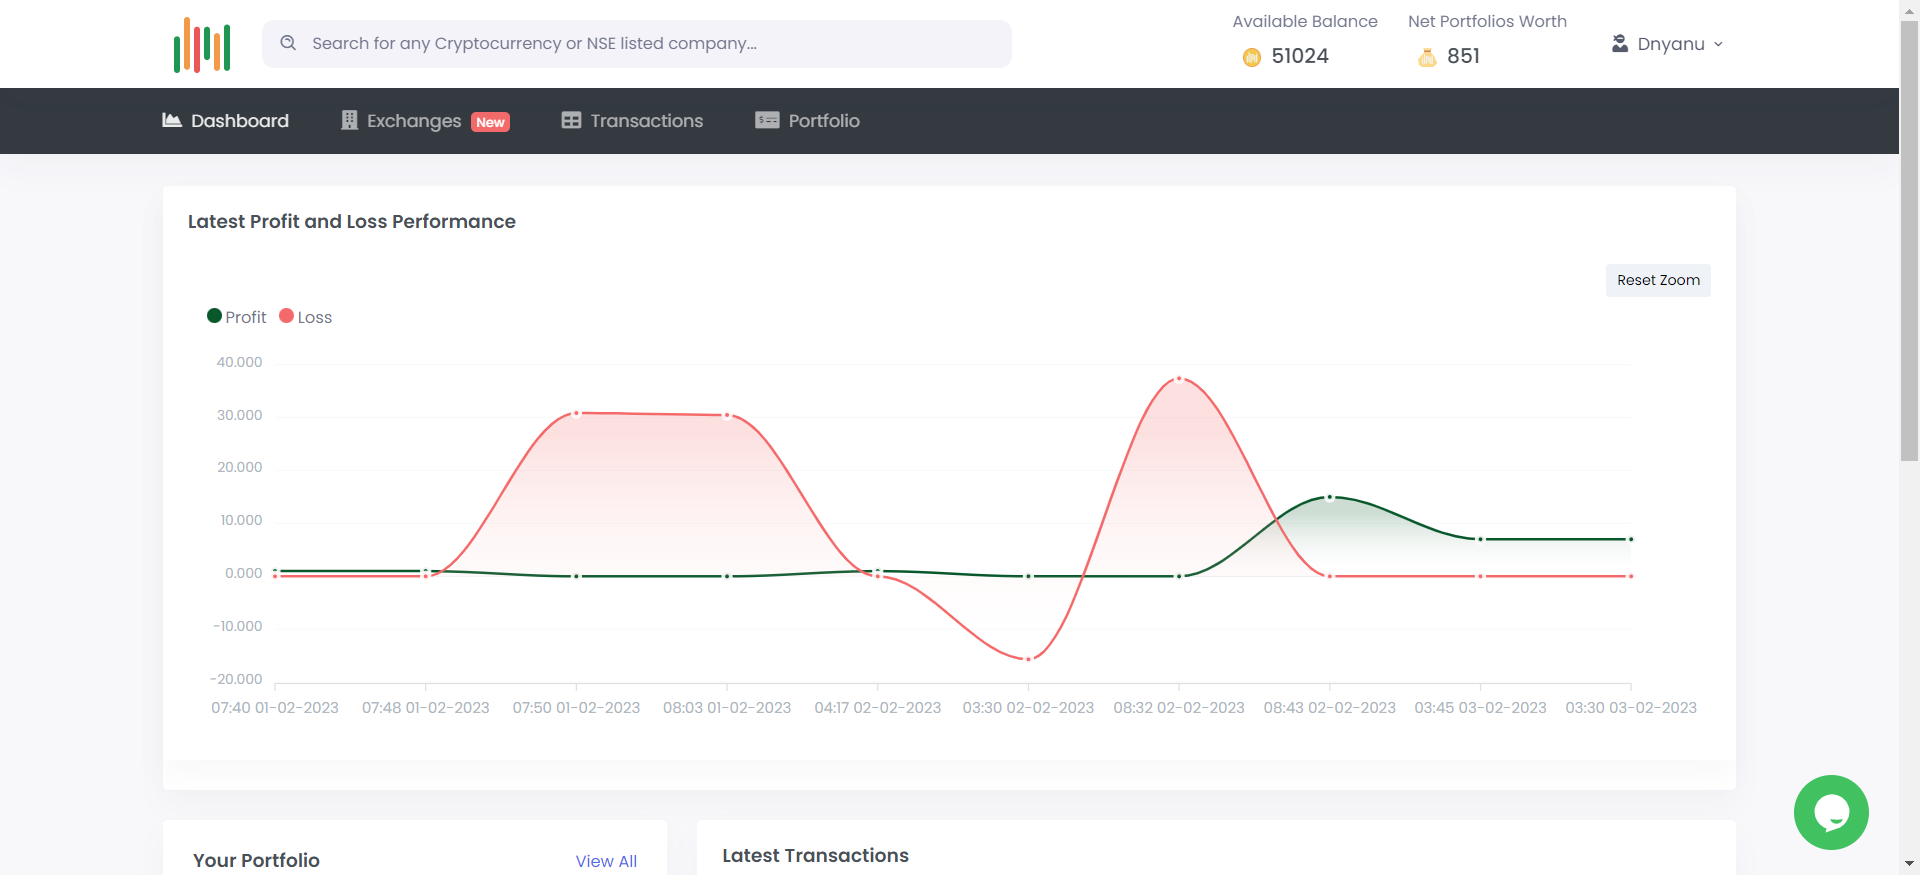 Search for any Cryptocurrency or NSE listed company...
Available Balance
51024
Net Portfolios Worth
851
Dnyanu
Dashboard
Exchanges New
Transactions
Portfolio
Latest Profit and Loss Performance
Reset Zoom
Profit Loss
40.000
30.000
20.000
10.000
0.000
-10.000
-20.000
07:40 01-02-2023 07:48 01-02-2023 07:50 01-02-2023 08:03 01-02-2023 04:17 02-02-2023 03:30 02-02-2023 08:32 02-02-2023 08:43 02-02-2023 03:45 03-02-2023 03:30 03-02-2023
Your Portfolio
View All
Latest Transactions